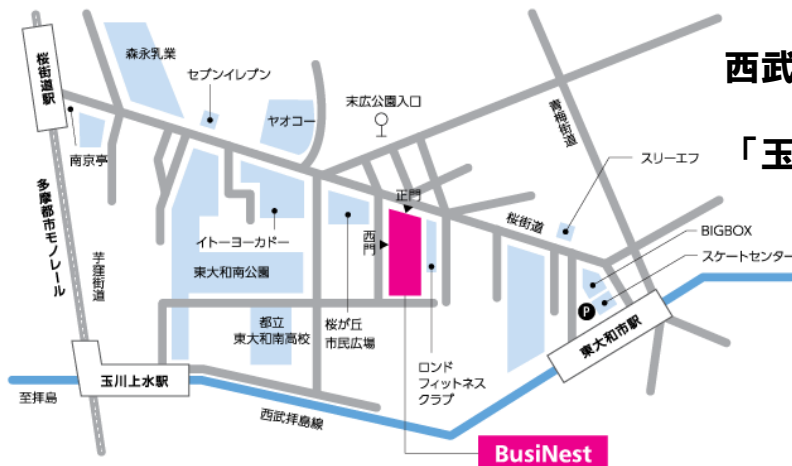 西武
「玉
桜街道駅
森永乳業
セブンイレブン
ヤオコー
末広公園入口
青梅街道
スリーエフ
南京亭
多摩都市モノレール
芋窪街道
イトーヨーカドー
正門
西門
桜街道
BIGBOX
スケートセンター
P
東大和南公園
都立
東大和南高校
桜が丘
市民広場
ロンド
フィットネス
クラブ
東大和市駅
玉川上水駅
至拝島
西武拝島線
BusiNest